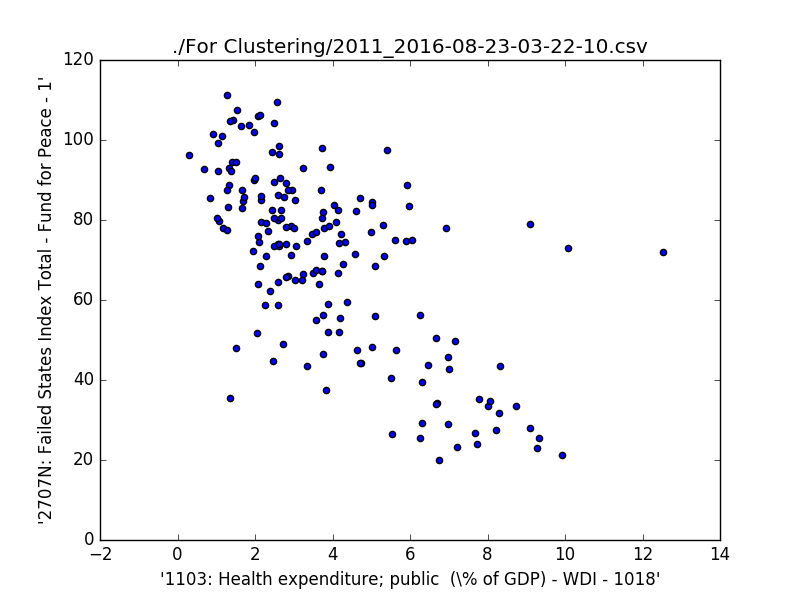 ./For Clustering/2011_2016-08-23-03-22-10.csv
120
100
80
60
40
20
0
'2707N: Failed States Index Total - Fund for Peace - 1'
−2 0 2 4 6 8 10 12 14
'1103: Health expenditure; public  (\% of GDP) - WDI - 1018'